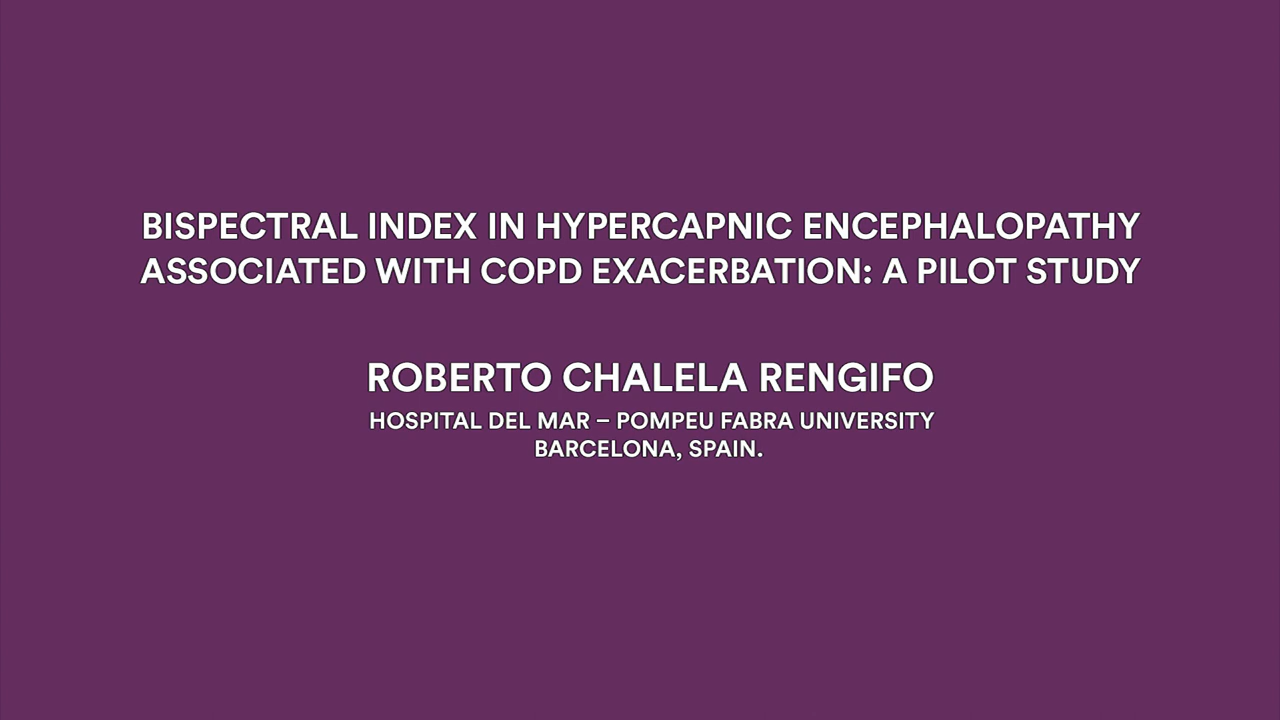 BISPECTRAL INDEX IN HYPERCAPNIC ENCEPHALOPATHY
ASSOCIATED WITH COPD EXACERBATION: A PILOT STUDY
ROBERTO CHALELA RENGIFO
HOSPITAL DEL MAR – POMPEU FABRA UNIVERSITY
BARCELONA, SPAIN.